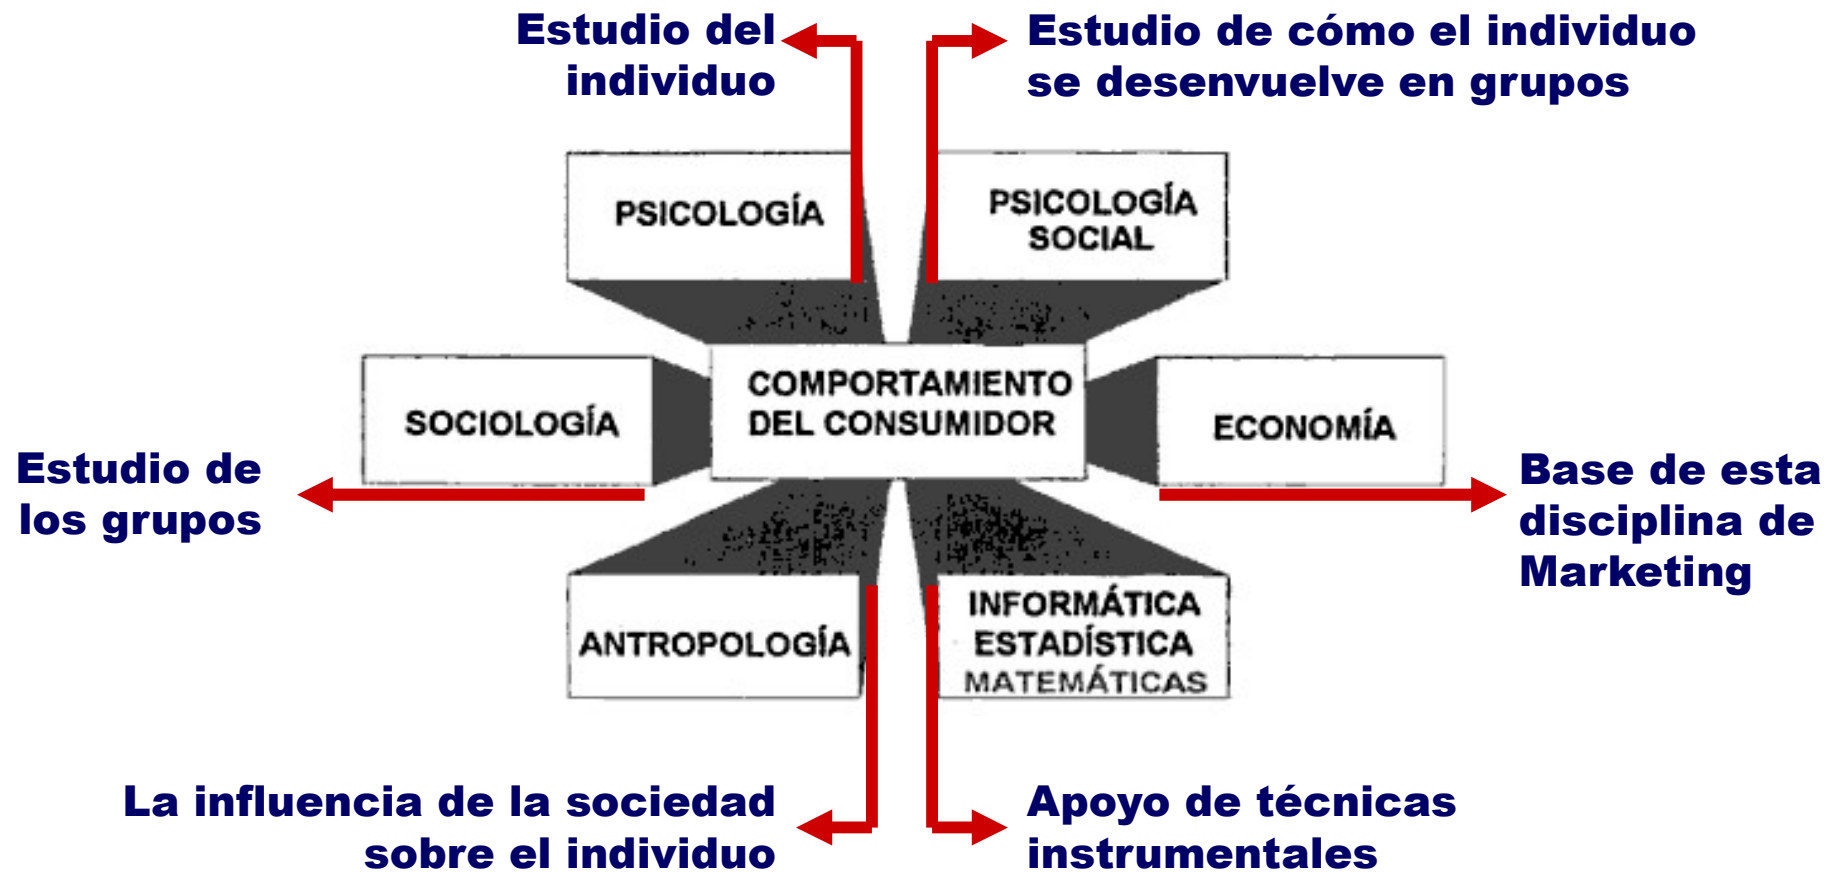 Estudio del
individuo
Estudio de cómo el individuo
se desenvuelve en grupos
PSICOLOGÍA
PSICOLOGÍA
SOCIAL
COMPORTAMIENTO
DEL CONSUMIDOR
SOCIOLOGÍA
ECONOMÍA
Estudio de
los grupos
Base de esta
disciplina de
Marketing
ANTROPOLOGÍA
INFORMÁTICA
ESTADÍSTICA
MATEMÁTICAS
La influencia de la sociedad
sobre el individuo
Apoyo de técnicas
instrumentales